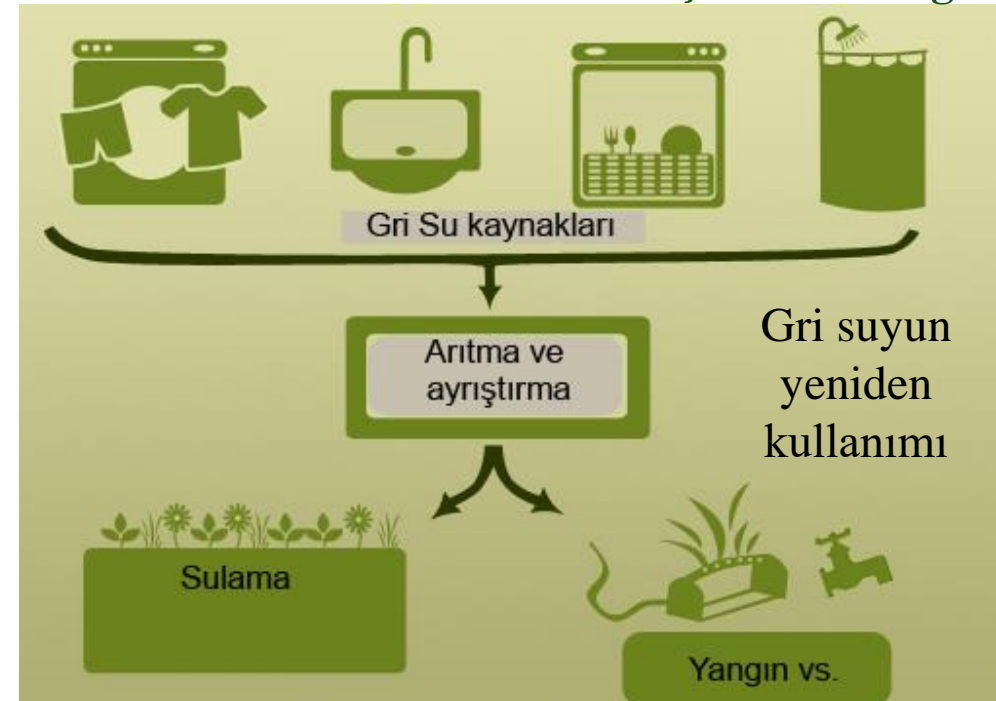 Gri Su kaynakları
Arıtma ve
ayrıştırma
Gri suyun
yeniden
kullanımı
Sulama
Yangın vs.